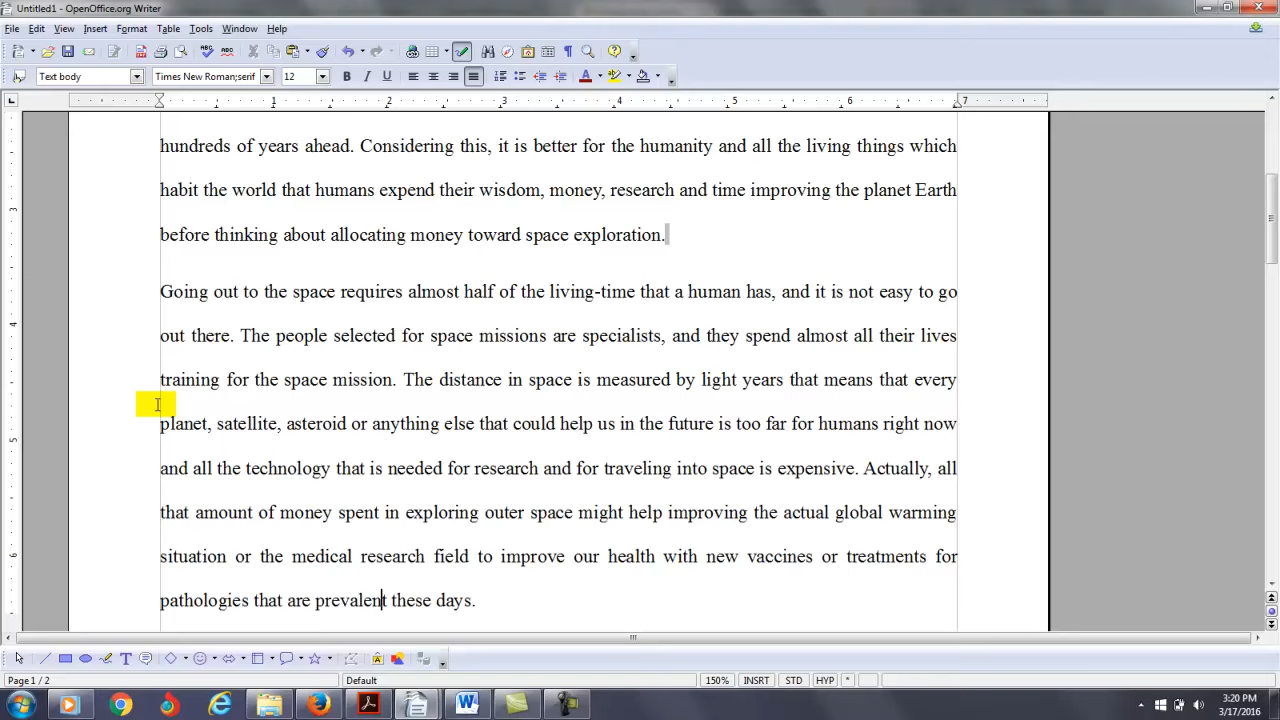 Untitled1 - OpenOffice.org Writer
File Edit View Insert Format Table Tools Window Help
Text body Times New Roman;serif 12
1 2 3 4 5 6 7
hundreds of years ahead. Considering this, it is better for the humanity and all the living things which
habit the world that humans expend their wisdom, money, research and time improving the planet Earth
before thinking about allocating money toward space exploration.
Going out to the space requires almost half of the living-time that a human has, and it is not easy to go
out there. The people selected for space missions are specialists, and they spend almost all their lives
training for the space mission. The distance in space is measured by light years that means that every
planet, satellite, asteroid or anything else that could help us in the future is too far for humans right now
and all the technology that is needed for research and for traveling into space is expensive. Actually, all
that amount of money spent in exploring outer space might help improving the actual global warming
situation or the medical research field to improve our health with new vaccines or treatments for
pathologies that are prevalent these days.
3
4
5
6
Page 1 / 2 Default 150% INSRT STD HYP *
3:20 PM
3/17/2016